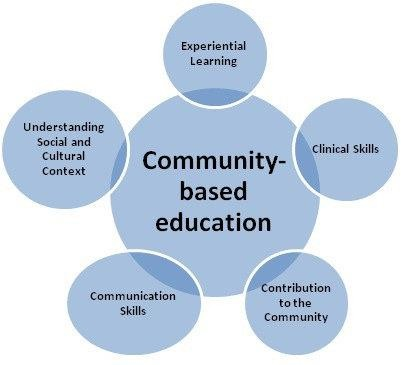 Experiential
Learning
Understanding
Social and
Cultural
Context
Clinical Skills
Community-
based
education
Communication
Skills
Contribution
to the
Community